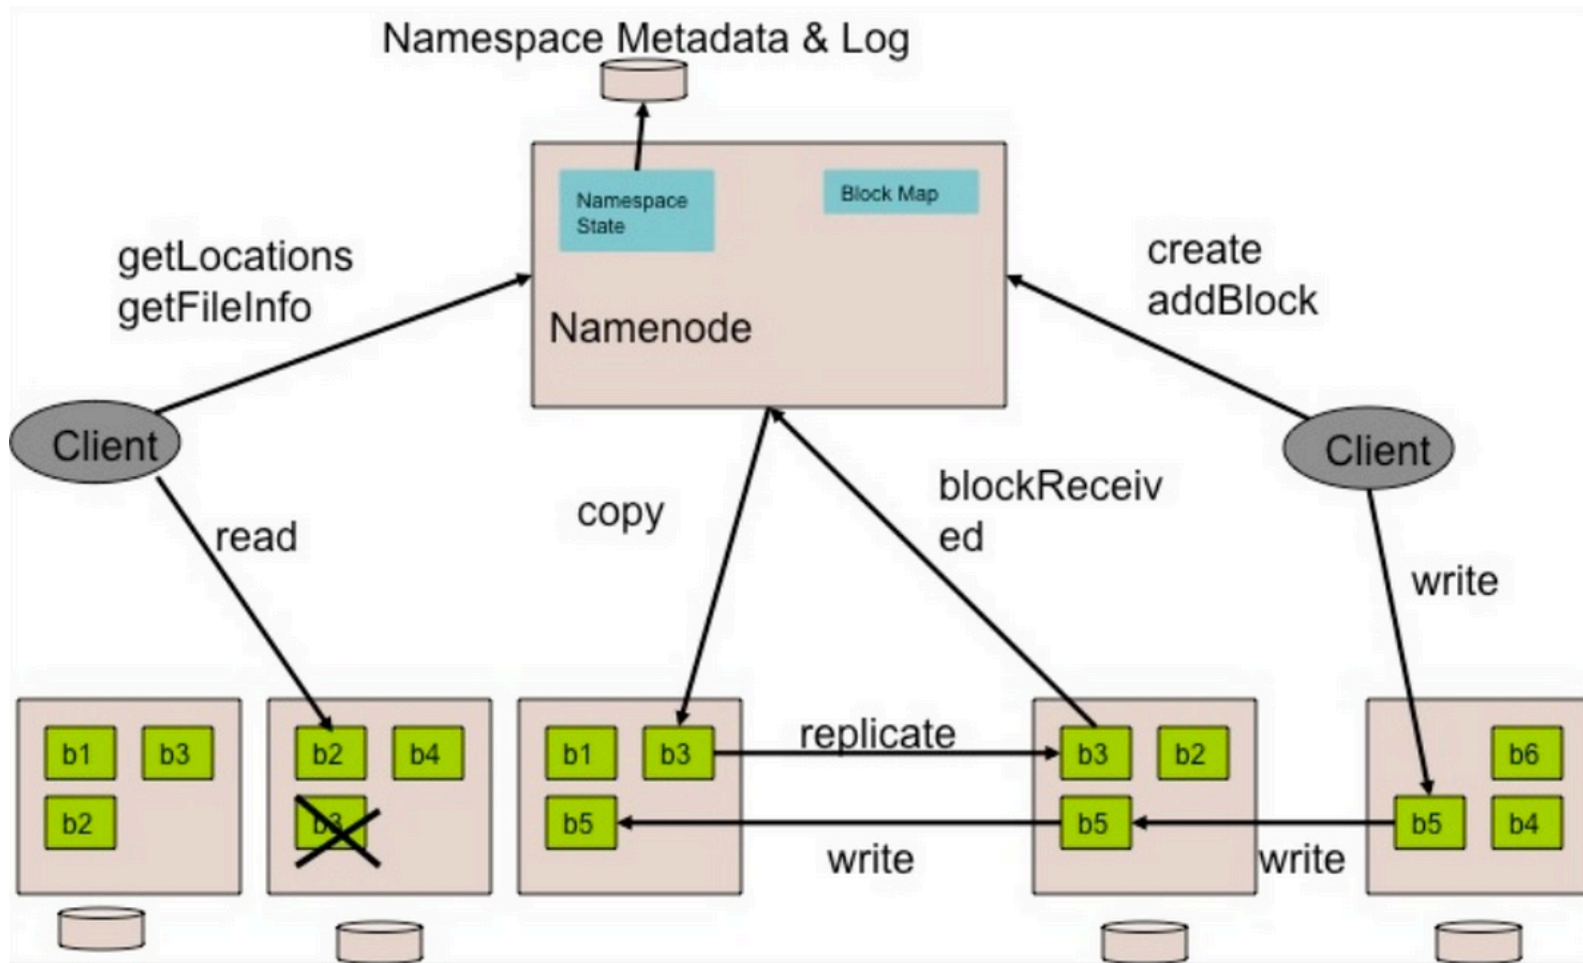 Namespace Metadata & Log
Namespace
State
Block Map
Namenode
getLocations
getFileInfo
create
addBlock
Client
Client
read
copy
blockReceiv
ed
write
b1 b3
b2
b2 b4
b3
b1 b3
b5
replicate
write
b3 b2
b5
write
b6
b5 b4